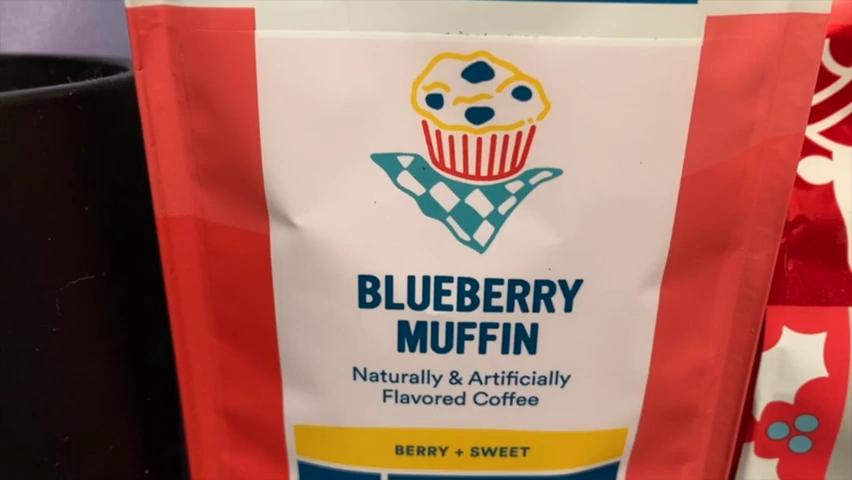 BLUEBERRY
MUFFIN
Naturally & Artificially
Flavored Coffee
BERRY + SWEET